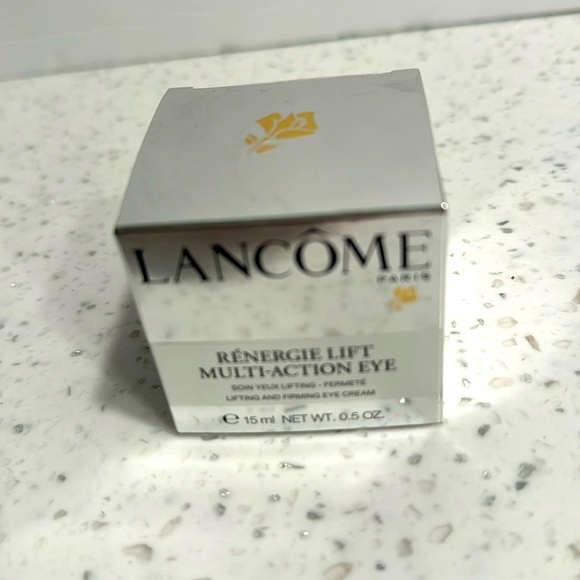 LANCÔME
PARIS
RÉNERGIE LIFT
MULTI-ACTION EYE
SOIN YEUX LIFTING - FERMETÉ
LIFTING AND FIRMING EYE CREAM
℮ 15 ml NET WT. 0.5 OZ.